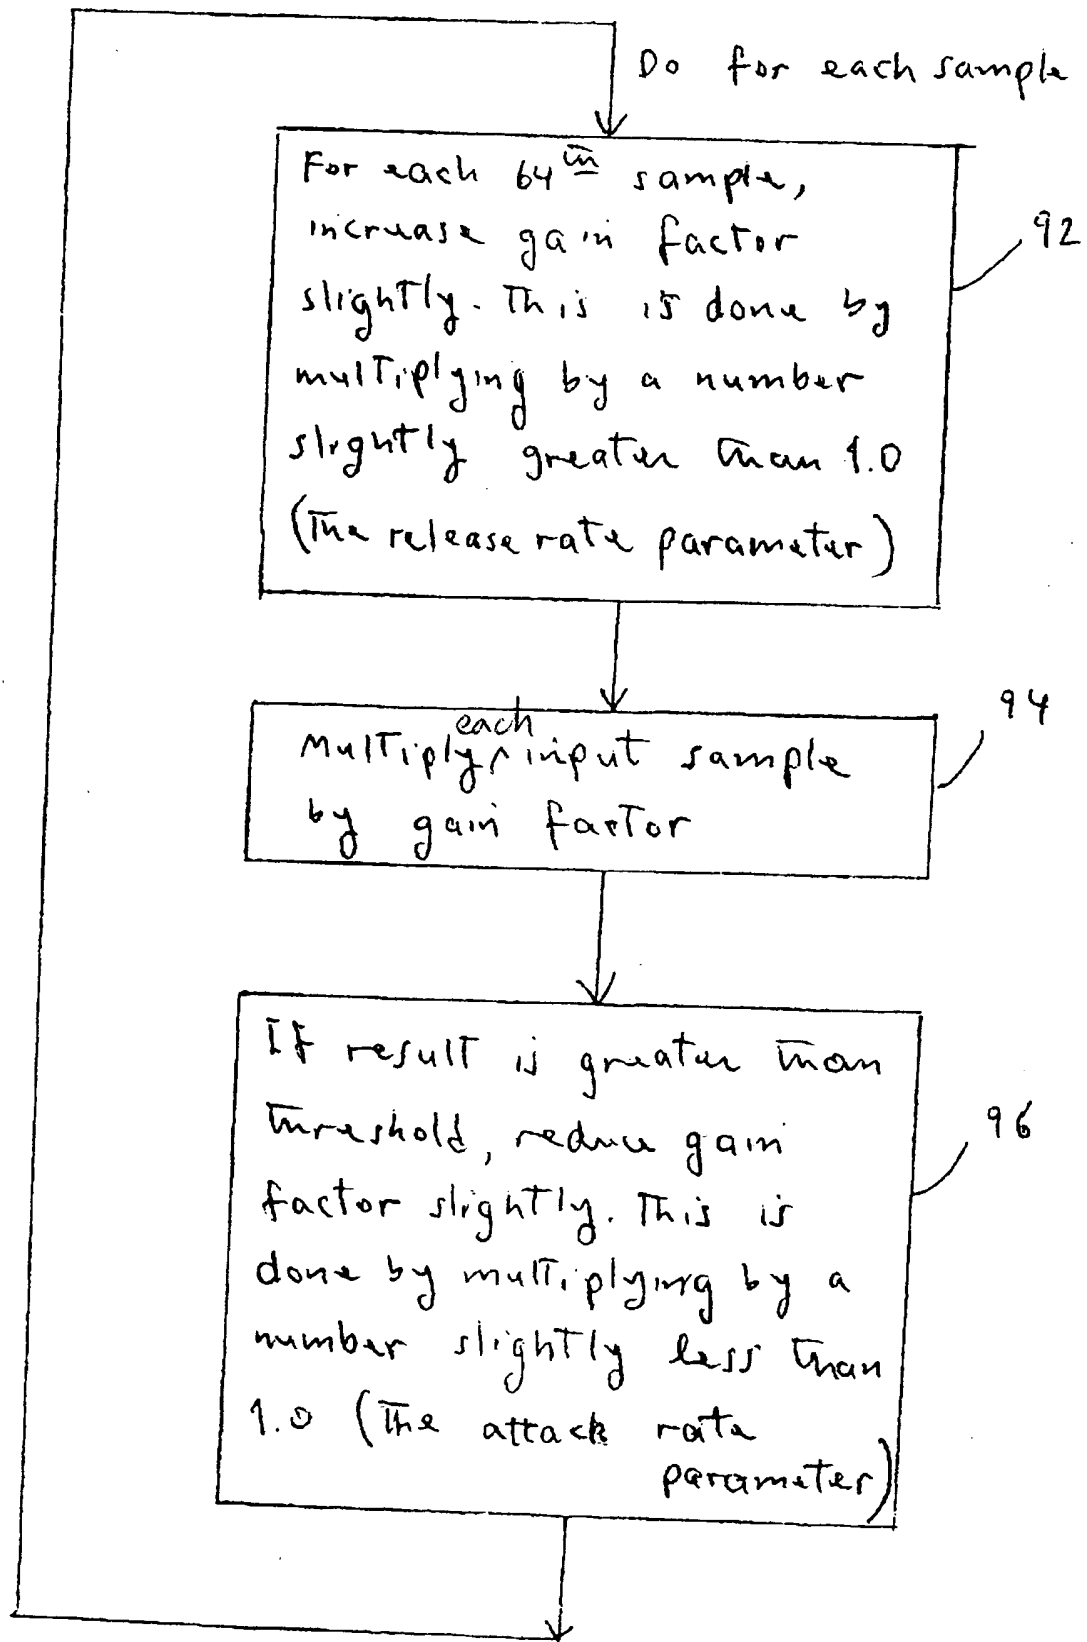 Do for each sample
For each 64th sample,
increase gain factor
slightly. This is done by
multiplying by a number
slightly greater than 1.0
(The release rate parameter)
92
each
Multiply ^ input sample
by gain factor
94
If result is greater than
threshold, reduce gain
factor slightly. This is
done by multiplying by a
number slightly less than
1.0 (The attack rate
parameter)
96